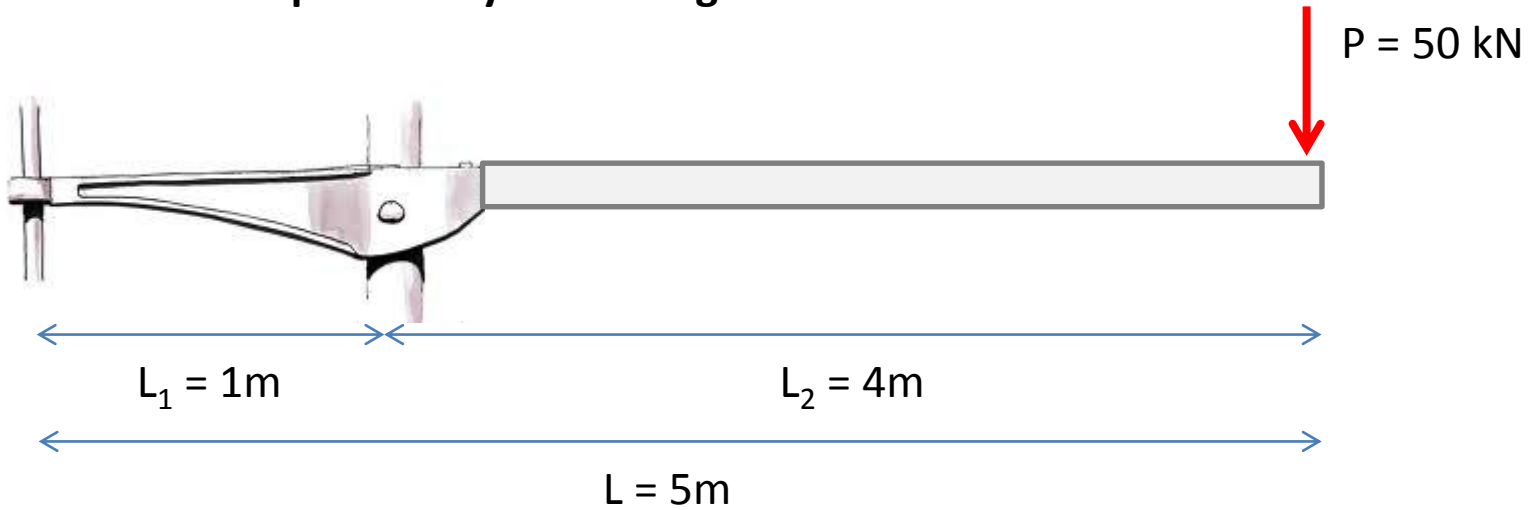 P = 50 kN
L₁ = 1m
L₂ = 4m
L = 5m